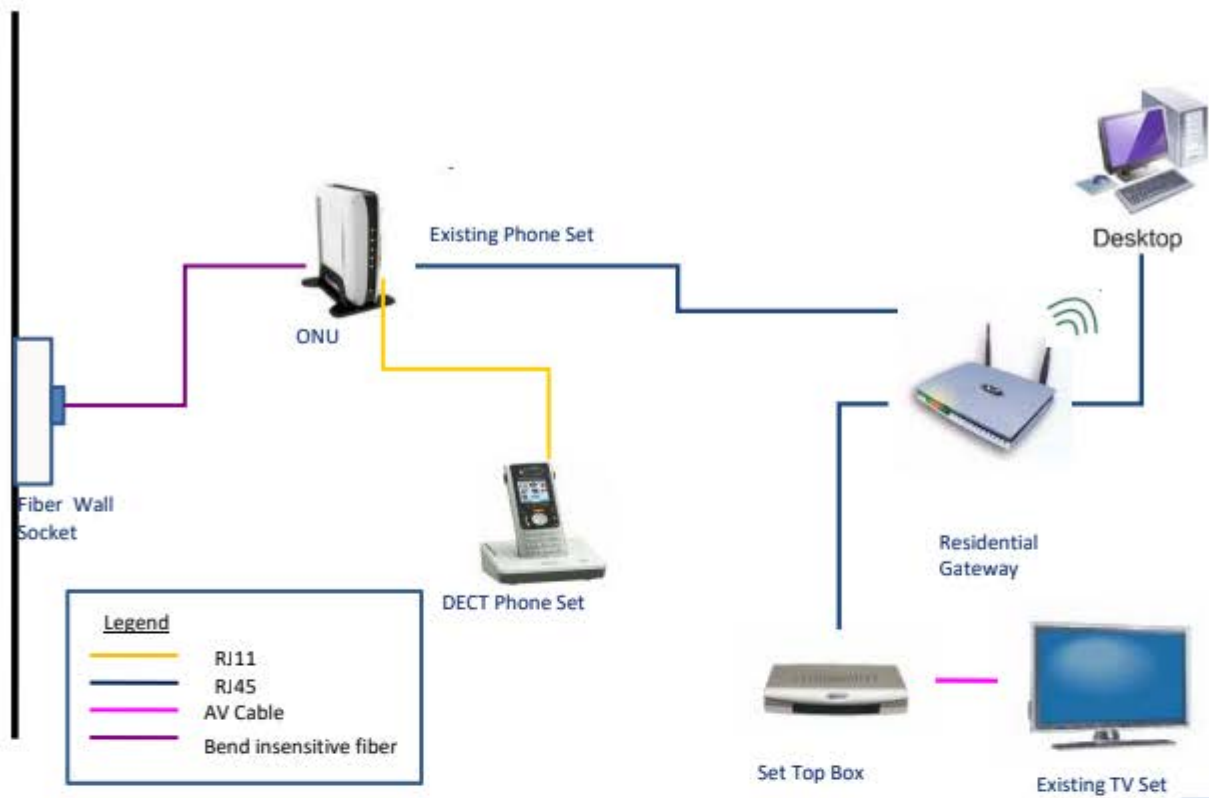 Existing Phone Set
Desktop
ONU
Fiber Wall
Socket
Residential
Gateway
DECT Phone Set
Legend
RJ11
RJ45
AV Cable
Bend insensitive fiber
Set Top Box
Existing TV Set